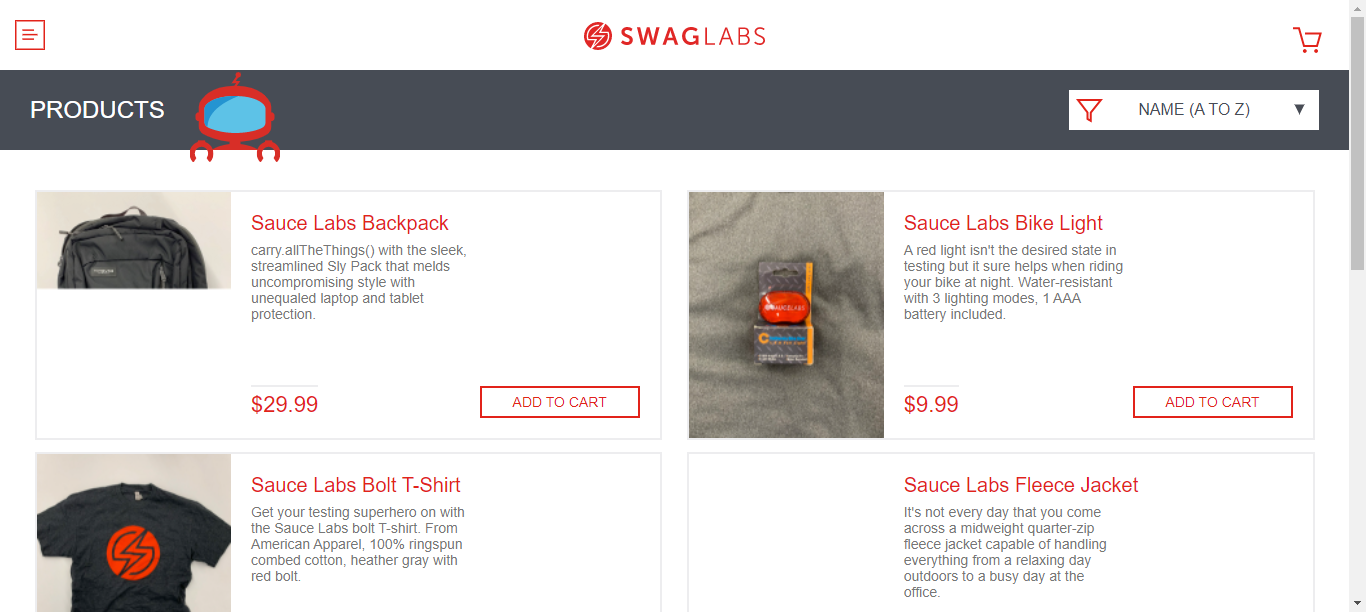 SWAGLABS
PRODUCTS
NAME (A TO Z)
Sauce Labs Backpack
carry.allTheThings() with the sleek,
streamlined Sly Pack that melds
uncompromising style with
unequaled laptop and tablet
protection.
$29.99
ADD TO CART
Sauce Labs Bike Light
A red light isn't the desired state in
testing but it sure helps when riding
your bike at night. Water-resistant
with 3 lighting modes, 1 AAA
battery included.
$9.99
ADD TO CART
SAUCELABS
Sauce Labs Bolt T-Shirt
Get your testing superhero on with
the Sauce Labs bolt T-shirt. From
American Apparel, 100% ringspun
combed cotton, heather gray with
red bolt.
Sauce Labs Fleece Jacket
It's not every day that you come
across a midweight quarter-zip
fleece jacket capable of handling
everything from a relaxing day
outdoors to a busy day at the
office.